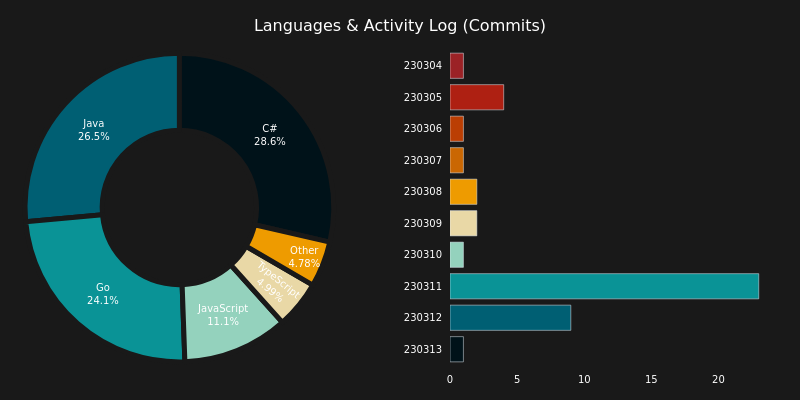 Languages & Activity Log (Commits)
Java
26.5%
C#
28.6%
Other
4.78%
TypeScript
4.99%
Go
24.1%
JavaScript
11.1%
230304
230305
230306
230307
230308
230309
230310
230311
230312
230313
0 5 10 15 20